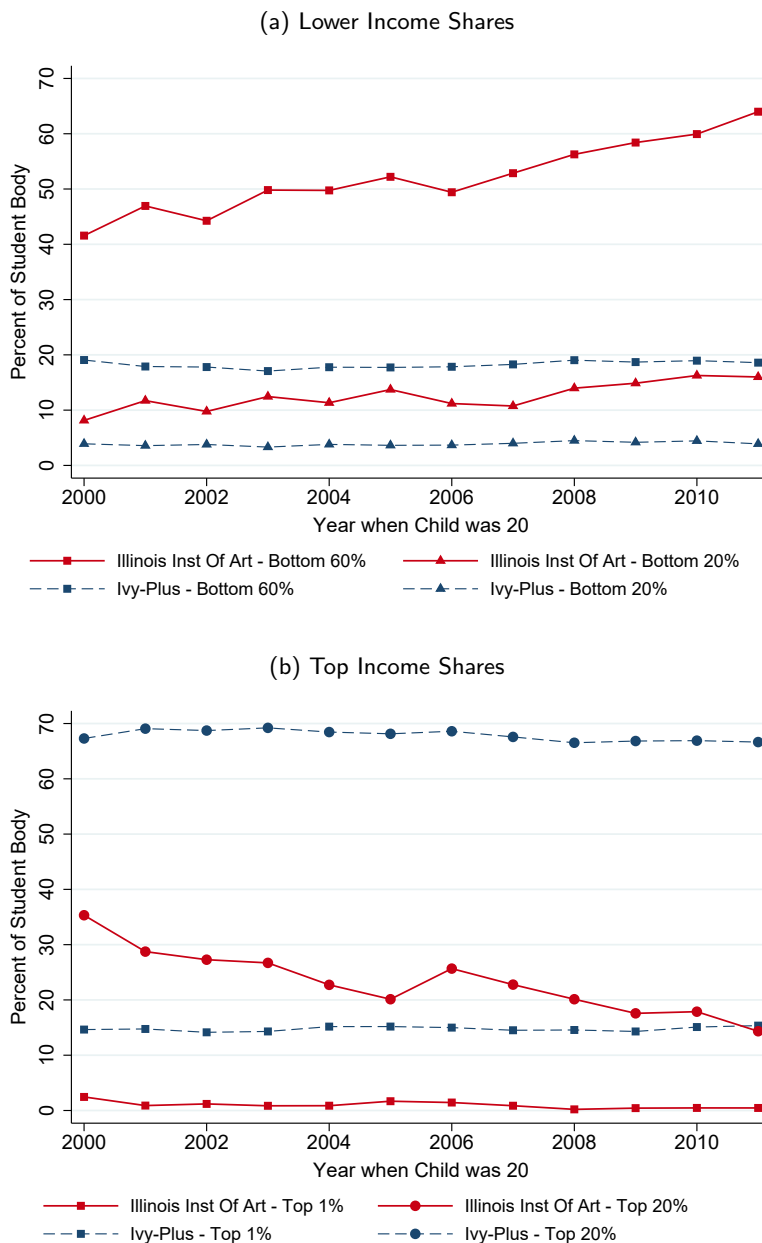 (a) Lower Income Shares
Percent of Student Body
70
60
50
40
30
20
10
0
2000 2002 2004 2006 2008 2010
Year when Child was 20
Illinois Inst Of Art - Bottom 60% Illinois Inst Of Art - Bottom 20%
Ivy-Plus - Bottom 60% Ivy-Plus - Bottom 20%
(b) Top Income Shares
Percent of Student Body
70
60
50
40
30
20
10
0
2000 2002 2004 2006 2008 2010
Year when Child was 20
Illinois Inst Of Art - Top 1% Illinois Inst Of Art - Top 20%
Ivy-Plus - Top 1% Ivy-Plus - Top 20%